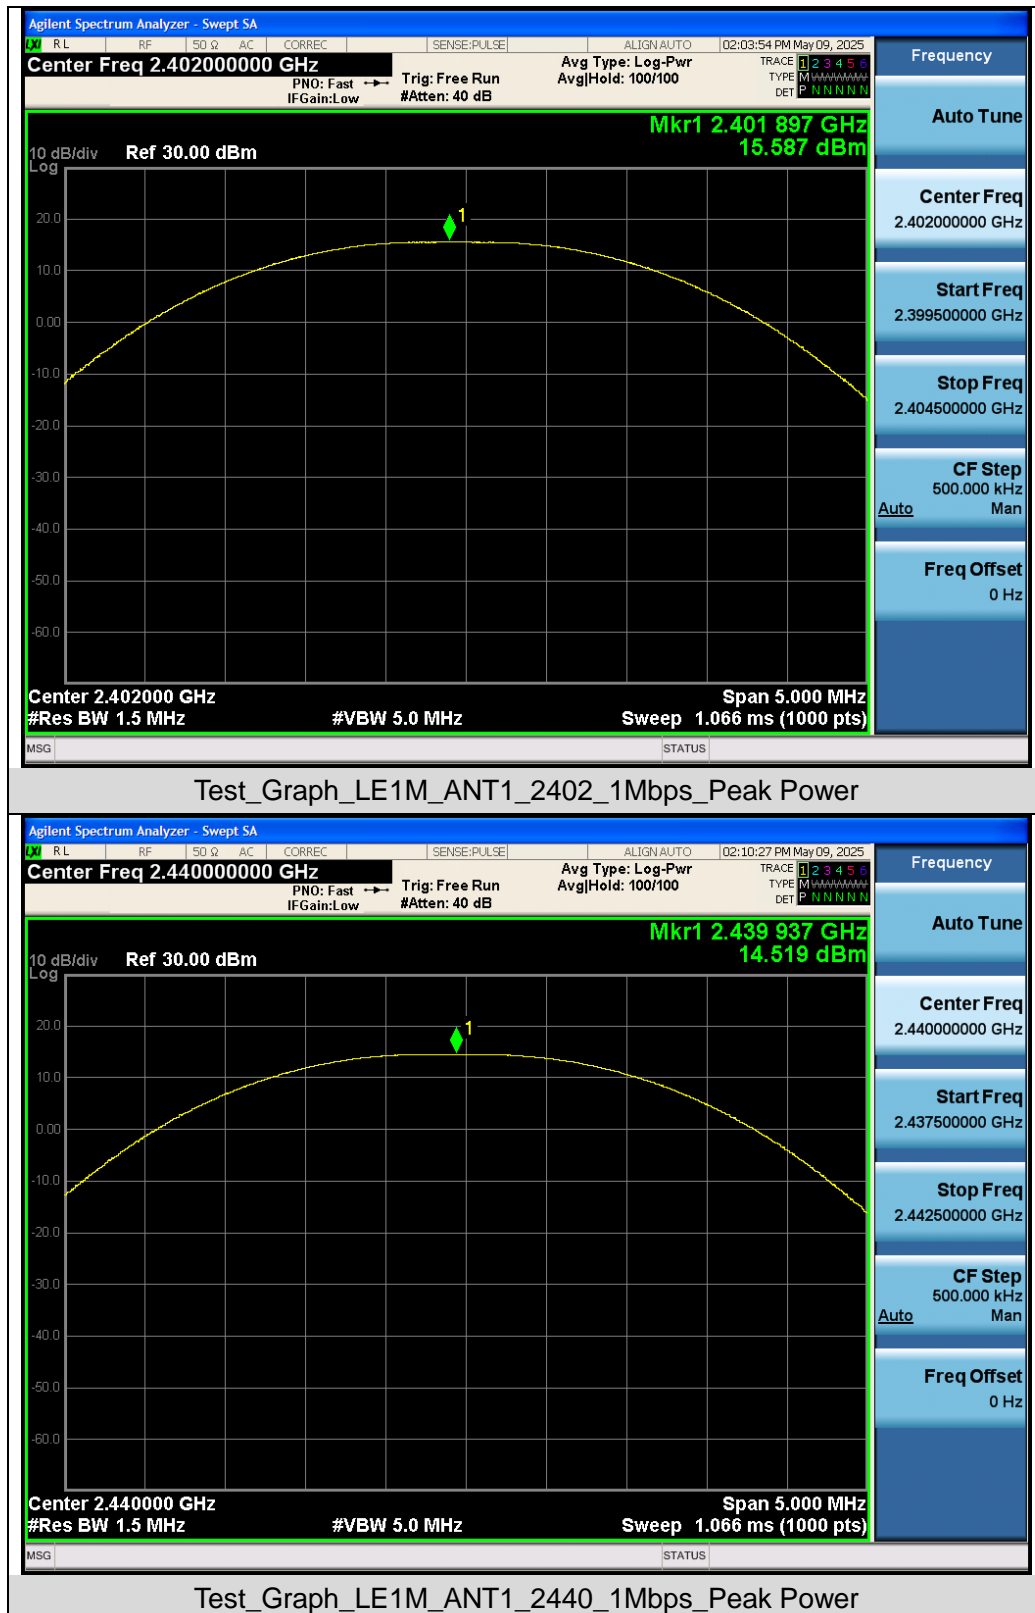 Agilent Spectrum Analyzer - Swept SA
LXI RL RF 50 Ω AC CORREC SENSE:PULSE ALIGN AUTO 02:03:54 PM May 09, 2025
Center Freq 2.402000000 GHz
PNO: Fast
IFGain:Low
Trig: Free Run
#Atten: 40 dB
Avg Type: Log-Pwr
Avg|Hold: 100/100
TRACE 1 2 3 4 5 6
TYPE M WWWWW
DET P N N N N N
Mkr1 2.401 897 GHz
15.587 dBm
10 dB/div Ref 30.00 dBm
Log
1
20.0
10.0
0.00
-10.0
-20.0
-30.0
-40.0
-50.0
-60.0
Center 2.402000 GHz Span 5.000 MHz
#Res BW 1.5 MHz #VBW 5.0 MHz Sweep 1.066 ms (1000 pts)
MSG STATUS
Frequency
Auto Tune
Center Freq
2.402000000 GHz
Start Freq
2.399500000 GHz
Stop Freq
2.404500000 GHz
CF Step
500.000 kHz
Auto Man
Freq Offset
0 Hz
Test_Graph_LE1M_ANT1_2402_1Mbps_Peak Power
Agilent Spectrum Analyzer - Swept SA
LXI RL RF 50 Ω AC CORREC SENSE:PULSE ALIGN AUTO 02:10:27 PM May 09, 2025
Center Freq 2.440000000 GHz
PNO: Fast
IFGain:Low
Trig: Free Run
#Atten: 40 dB
Avg Type: Log-Pwr
Avg|Hold: 100/100
TRACE 1 2 3 4 5 6
TYPE M WWWWW
DET P N N N N N
Mkr1 2.439 937 GHz
14.519 dBm
10 dB/div Ref 30.00 dBm
Log
1
20.0
10.0
0.00
-10.0
-20.0
-30.0
-40.0
-50.0
-60.0
Center 2.440000 GHz Span 5.000 MHz
#Res BW 1.5 MHz #VBW 5.0 MHz Sweep 1.066 ms (1000 pts)
MSG STATUS
Frequency
Auto Tune
Center Freq
2.440000000 GHz
Start Freq
2.437500000 GHz
Stop Freq
2.442500000 GHz
CF Step
500.000 kHz
Auto Man
Freq Offset
0 Hz
Test_Graph_LE1M_ANT1_2440_1Mbps_Peak Power